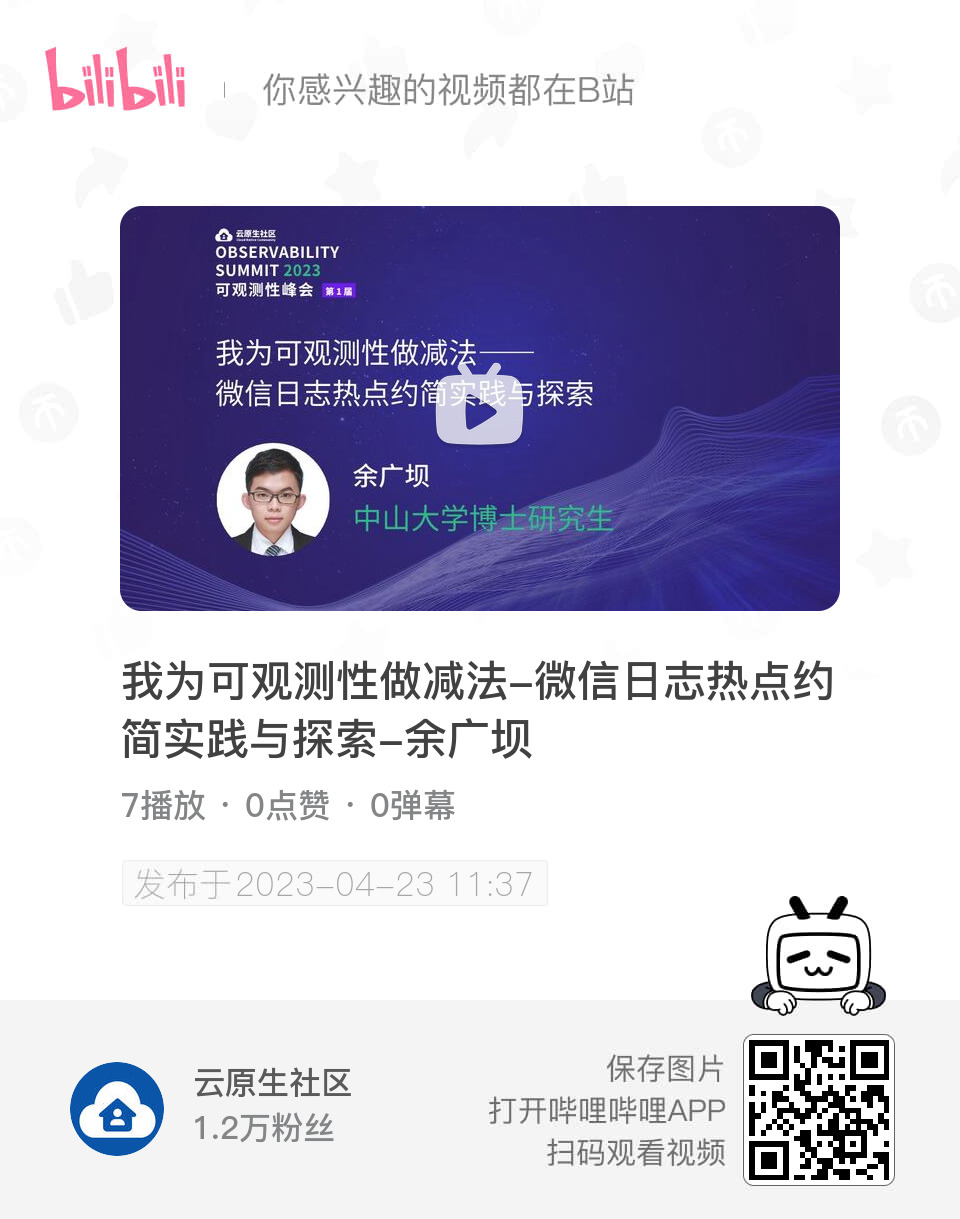 bilibili
你感兴趣的视频都在B站
云原生社区
Cloud Native Community
OBSERVABILITY
SUMMIT 2023
可观测性峰会 第1届
我为可观测性做减法——
微信日志热点约简实践与探索
余广坝
中山大学博士研究生
我为可观测性做减法-微信日志热点约
简实践与探索-余广坝
7播放 · 0点赞 · 0弹幕
发布于2023-04-23 11:37
云原生社区
1.2万粉丝
保存图片
打开哔哩哔哩APP
扫码观看视频